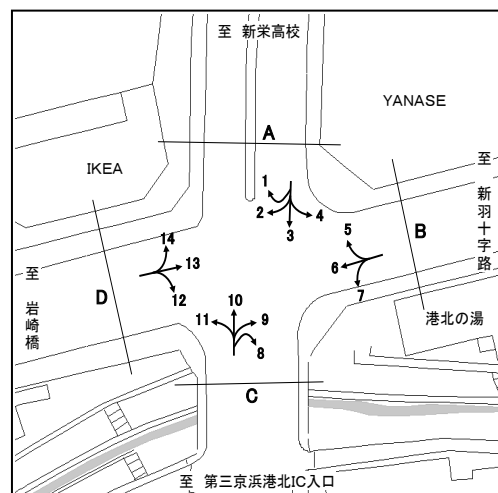 至 新栄高校
YANASE
A
IKEA
至 新羽十字路
1
2
3
4
5
6
7
B
14
13
12
D
至 岩崎橋
港北の湯
10
11
9
8
C
至 第三京浜港北IC入口